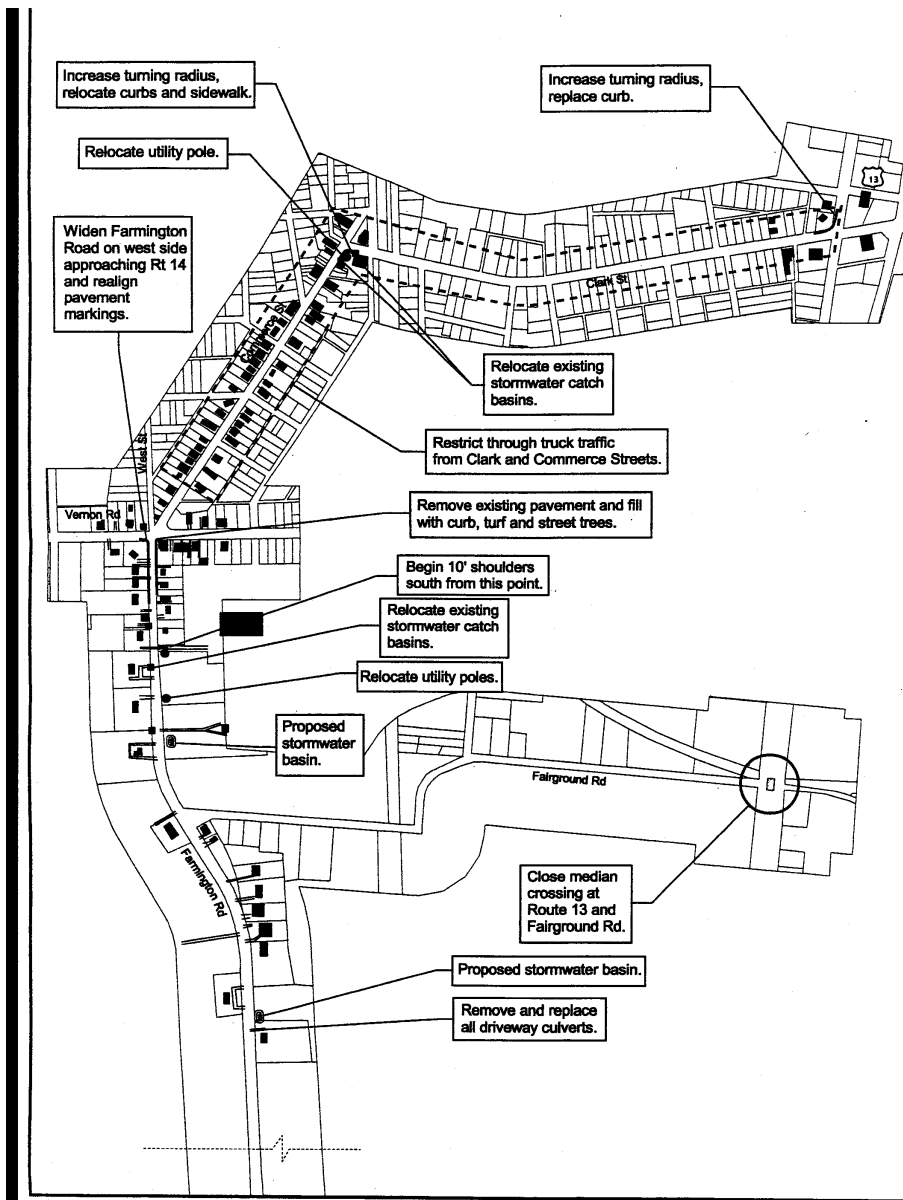 Increase turning radius,
relocate curbs and sidewalk.
Increase turning radius,
replace curb.
Relocate utility pole.
13
Widen Farmington
Road on west side
approaching Rt 14
and realign
pavement
markings.
Clark St
Commerce St
Relocate existing
stormwater catch
basins.
Restrict through truck traffic
from Clark and Commerce Streets.
West St
Vernon Rd
Remove existing pavement and fill
with curb, turf and street trees.
Begin 10' shoulders
south from this point.
Relocate existing
stormwater catch
basins.
Relocate utility poles.
Proposed
stormwater
basin.
Fairground Rd
Farmington Rd
Close median
crossing at
Route 13 and
Fairground Rd.
Proposed stormwater basin.
Remove and replace
all driveway culverts.